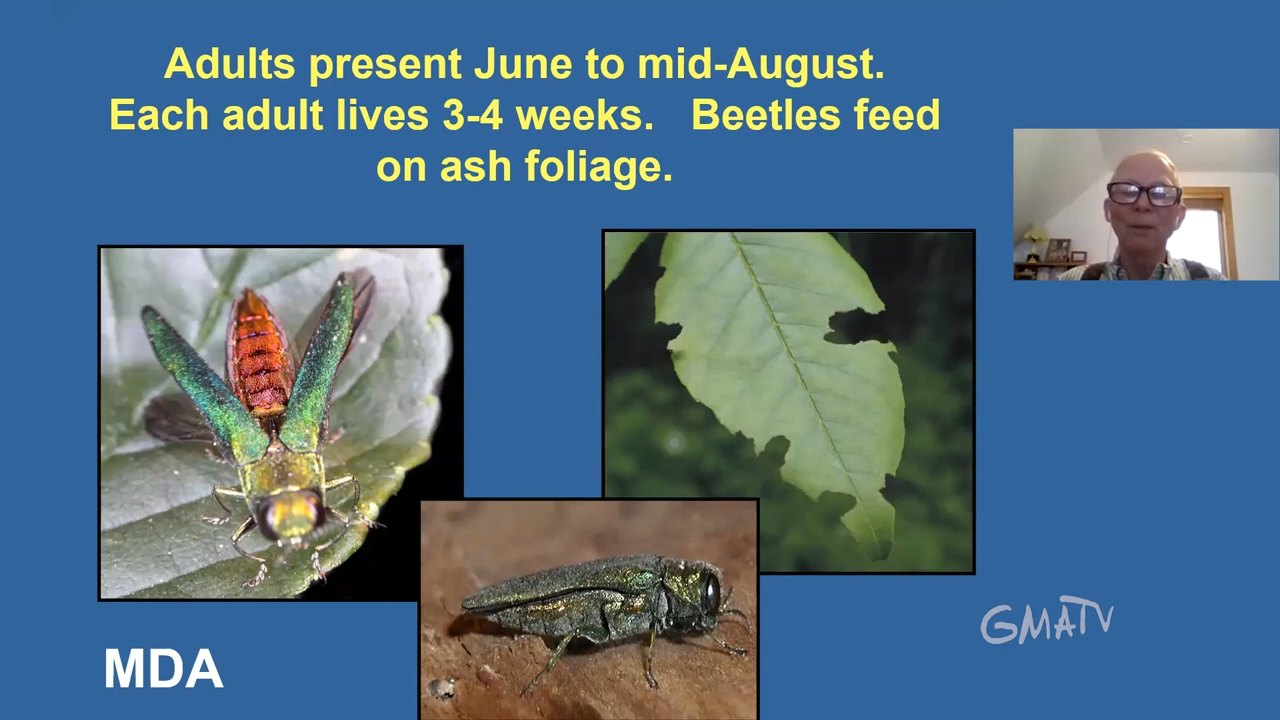 Adults present June to mid-August.
Each adult lives 3-4 weeks.   Beetles feed
on ash foliage.
GMATV
MDA